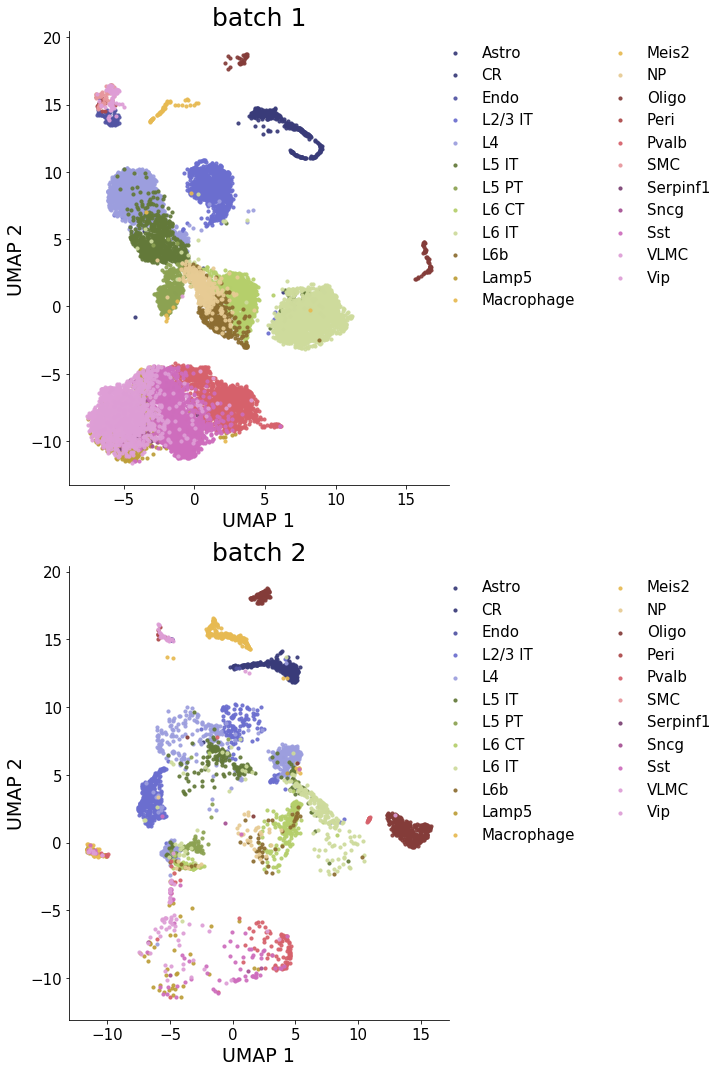 batch 1
20
15
10
5
0
−5
−10
UMAP 2
−5
0
5
10
15
UMAP 1
Astro
CR
Endo
L2/3 IT
L4
L5 IT
L5 PT
L6 CT
L6 IT
L6b
Lamp5
Macrophage
Meis2
NP
Oligo
Peri
Pvalb
SMC
Serpinf1
Sncg
Sst
VLMC
Vip
batch 2
20
15
10
5
0
−5
−10
UMAP 2
−10
−5
0
5
10
15
UMAP 1
Astro
CR
Endo
L2/3 IT
L4
L5 IT
L5 PT
L6 CT
L6 IT
L6b
Lamp5
Macrophage
Meis2
NP
Oligo
Peri
Pvalb
SMC
Serpinf1
Sncg
Sst
VLMC
Vip